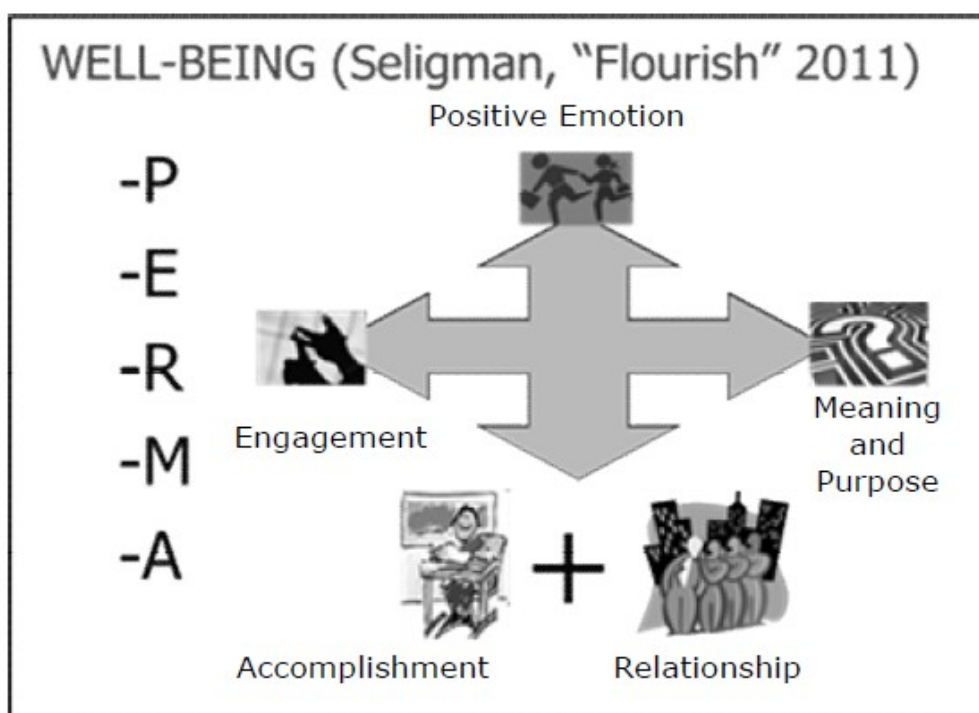 WELL-BEING (Seligman, “Flourish” 2011)
Positive Emotion
-P
-E
-R
-M
-A
Engagement
Meaning
and
Purpose
Accomplishment
+
Relationship